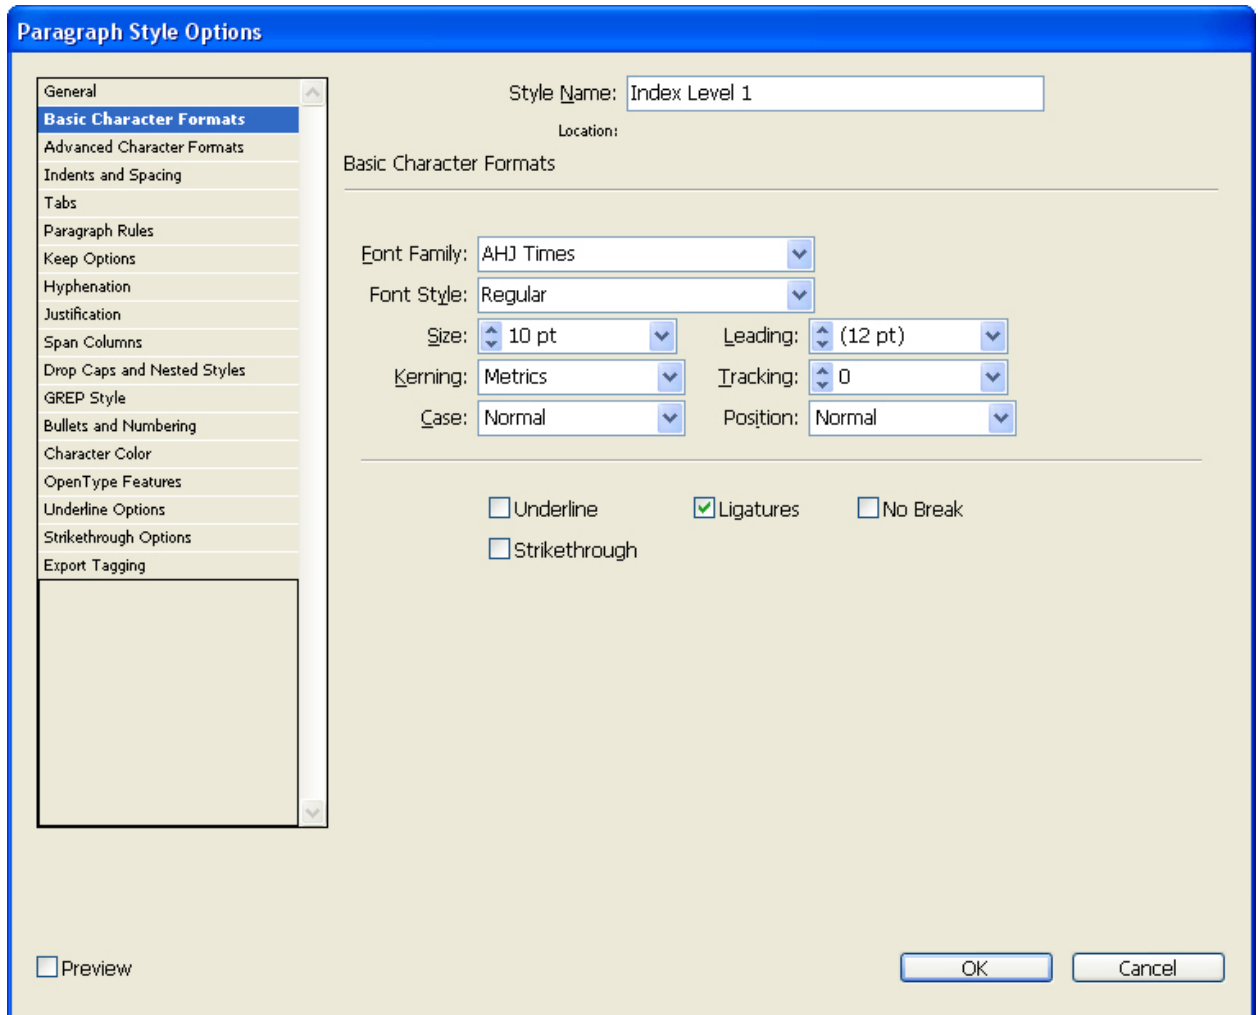 Paragraph Style Options
General
Basic Character Formats
Advanced Character Formats
Indents and Spacing
Tabs
Paragraph Rules
Keep Options
Hyphenation
Justification
Span Columns
Drop Caps and Nested Styles
GREP Style
Bullets and Numbering
Character Color
OpenType Features
Underline Options
Strikethrough Options
Export Tagging
Style Name: Index Level 1
Location:
Basic Character Formats
Font Family: AHJ Times
Font Style: Regular
Size: 10 pt Leading: (12 pt)
Kerning: Metrics Tracking: 0
Case: Normal Position: Normal
Underline Ligatures No Break
Strikethrough
Preview OK Cancel